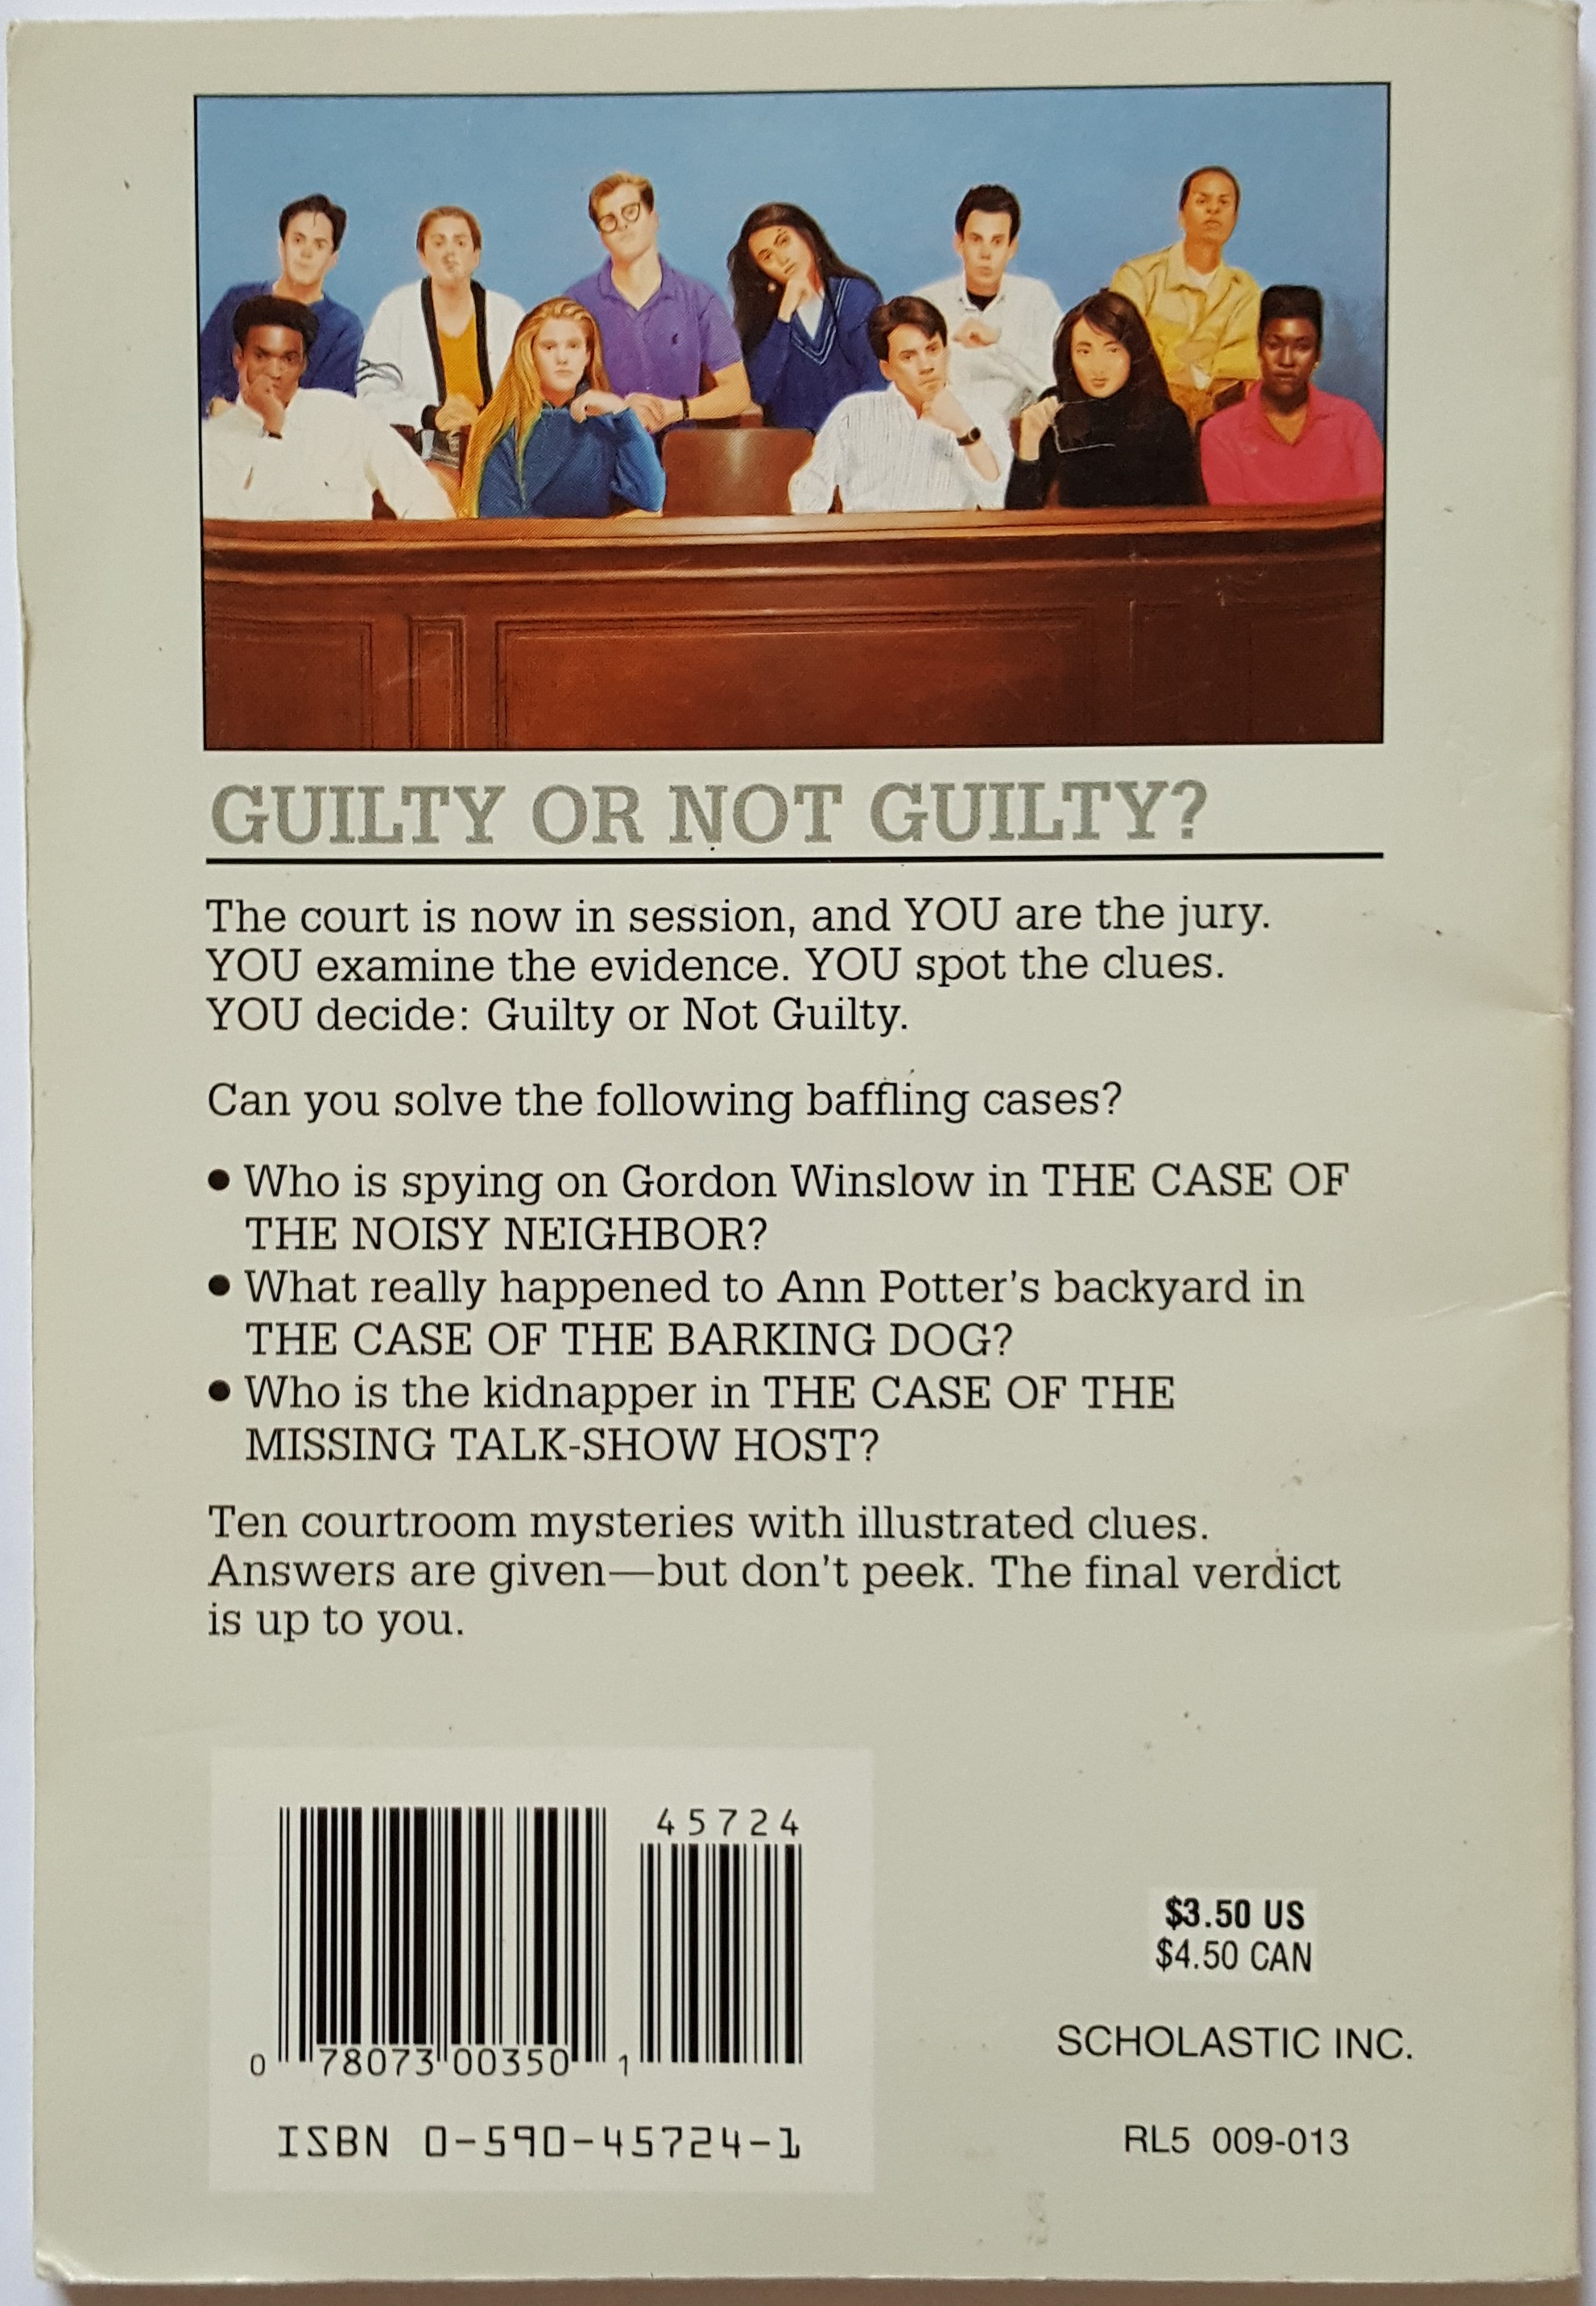 GUILTY OR NOT GUILTY?
The court is now in session, and YOU are the jury.
YOU examine the evidence. YOU spot the clues.
YOU decide: Guilty or Not Guilty.
Can you solve the following baffling cases?
● Who is spying on Gordon Winslow in THE CASE OF
THE NOISY NEIGHBOR?
● What really happened to Ann Potter's backyard in
THE CASE OF THE BARKING DOG?
● Who is the kidnapper in THE CASE OF THE
MISSING TALK-SHOW HOST?
Ten courtroom mysteries with illustrated clues.
Answers are given—but don't peek. The final verdict
is up to you.
45724
0 78073 00350 1
ISBN 0-590-45724-1
$3.50 US
$4.50 CAN
SCHOLASTIC INC.
RL5 009-013